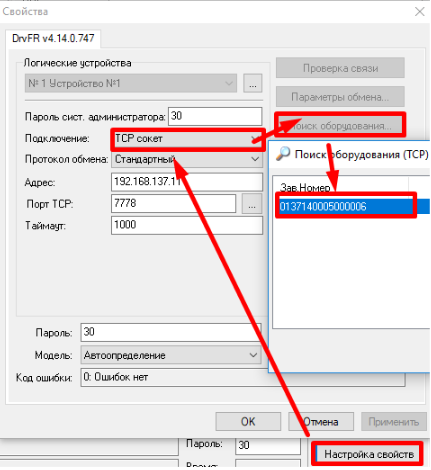 Свойства
DrvFR v4.14.0.747
Логические устройства
№ 1 Устройство №1
...
Проверка связи
Параметры обмена...
Пароль сист. администратора: 30
Поиск оборудования...
Подключение: TCP сокет
Протокол обмена: Стандартный
Поиск оборудования (TCP)
Адрес: 192.168.137.11
Зав.Номер
Порт TCP: 7778 ...
0137140005000006
Таймаут: 1000
Пароль: 30
Модель: Автоопределение
Код ошибки: 0: Ошибок нет
OK
Отмена
Применить
Пароль: 30
Настройка свойств
Время: